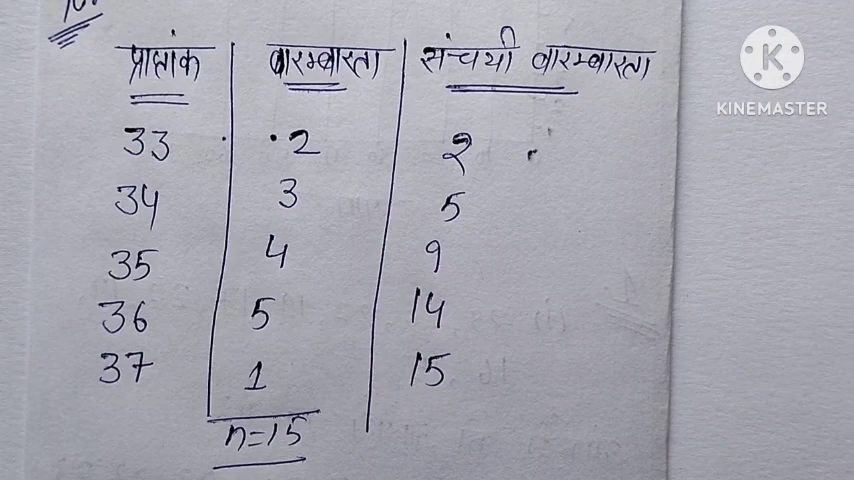 प्राप्तांक बारम्बारता संचयी बारम्बारता
33 2 2
34 3 5
35 4 9
36 5 14
37 1 15
n=15
KINEMASTER